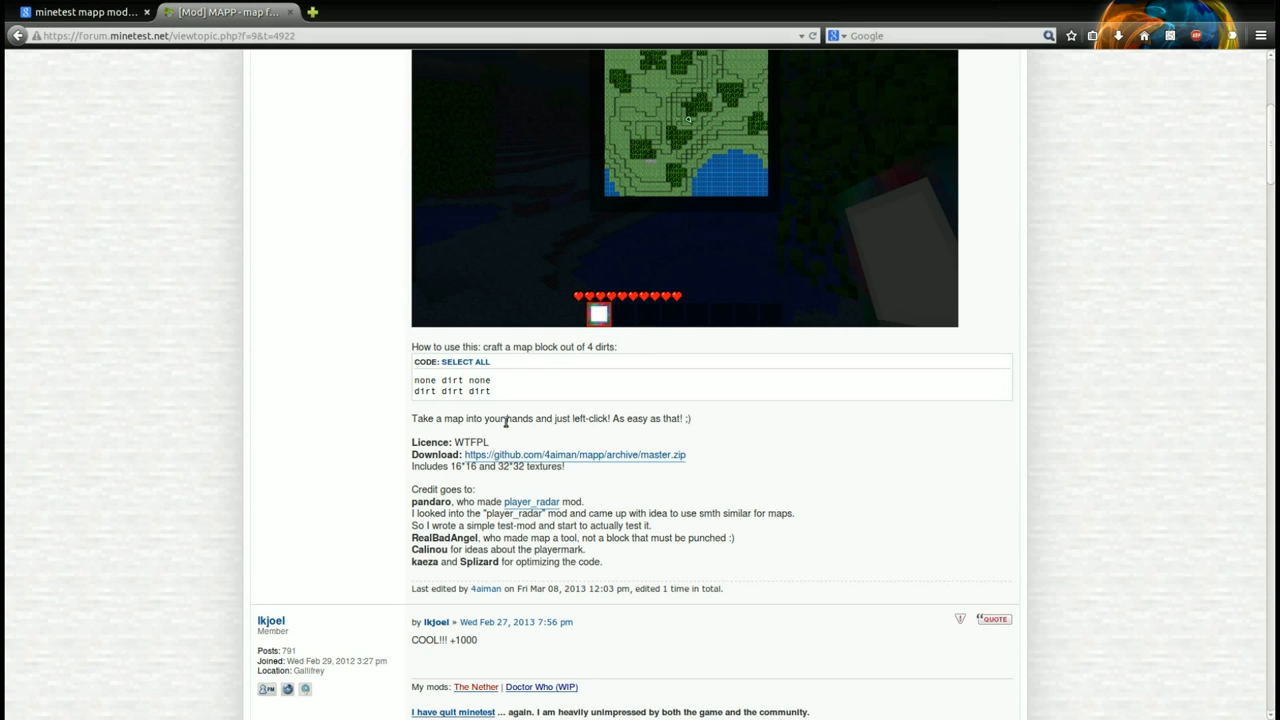 minetest mapp mod...
[Mod] MAPP - map f...
https://forum.minetest.net/viewtopic.php?f=9&t=4922
Google
How to use this: craft a map block out of 4 dirts:
CODE: SELECT ALL
none dirt none
dirt dirt dirt
Take a map into your hands and just left-click! As easy as that! ;)
Licence: WTFPL
Download: https://github.com/4aiman/mapp/archive/master.zip
Includes 16*16 and 32*32 textures!
Credit goes to:
pandaro, who made player_radar mod.
I looked into the "player_radar" mod and came up with idea to use smth similar for maps.
So I wrote a simple test-mod and start to actually test it.
RealBadAngel, who made map a tool, not a block that must be punched :)
Calinou for ideas about the playermark.
kaeza and Splizard for optimizing the code.
Last edited by 4aiman on Fri Mar 08, 2013 12:03 pm, edited 1 time in total.
lkjoel
Member
Posts: 791
Joined: Wed Feb 29, 2012 3:27 pm
Location: Gallifrey
PM
by lkjoel » Wed Feb 27, 2013 7:56 pm
QUOTE
COOL!!! +1000
My mods: The Nether | Doctor Who (WIP)
I have quit minetest ... again. I am heavily unimpressed by both the game and the community.